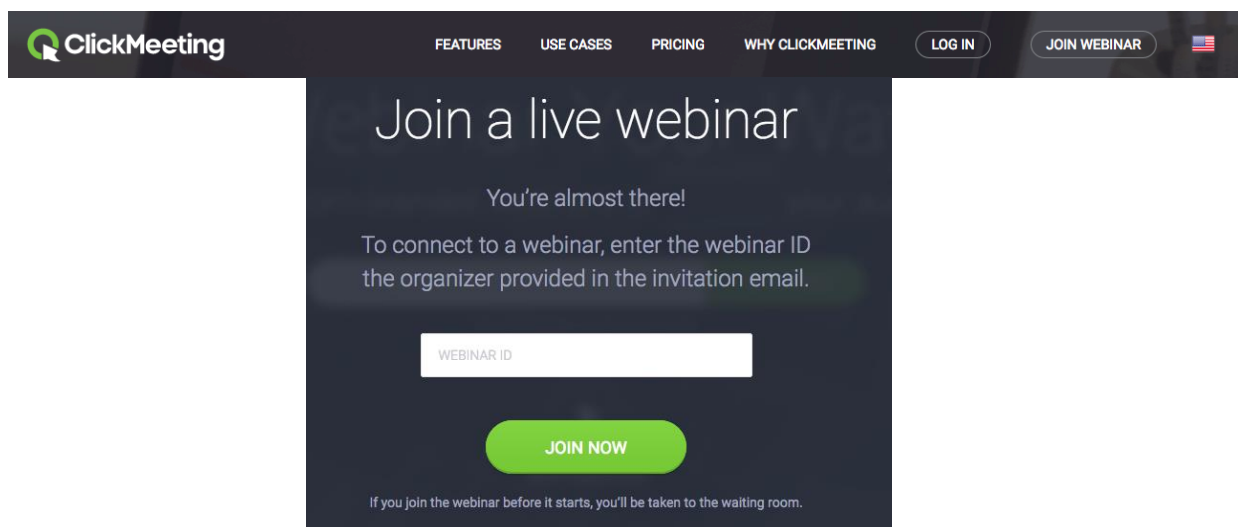 ClickMeeting
FEATURES USE CASES PRICING WHY CLICKMEETING LOG IN JOIN WEBINAR
Join a live webinar
You're almost there!
To connect to a webinar, enter the webinar ID
the organizer provided in the invitation email.
WEBINAR ID
JOIN NOW
If you join the webinar before it starts, you'll be taken to the waiting room.